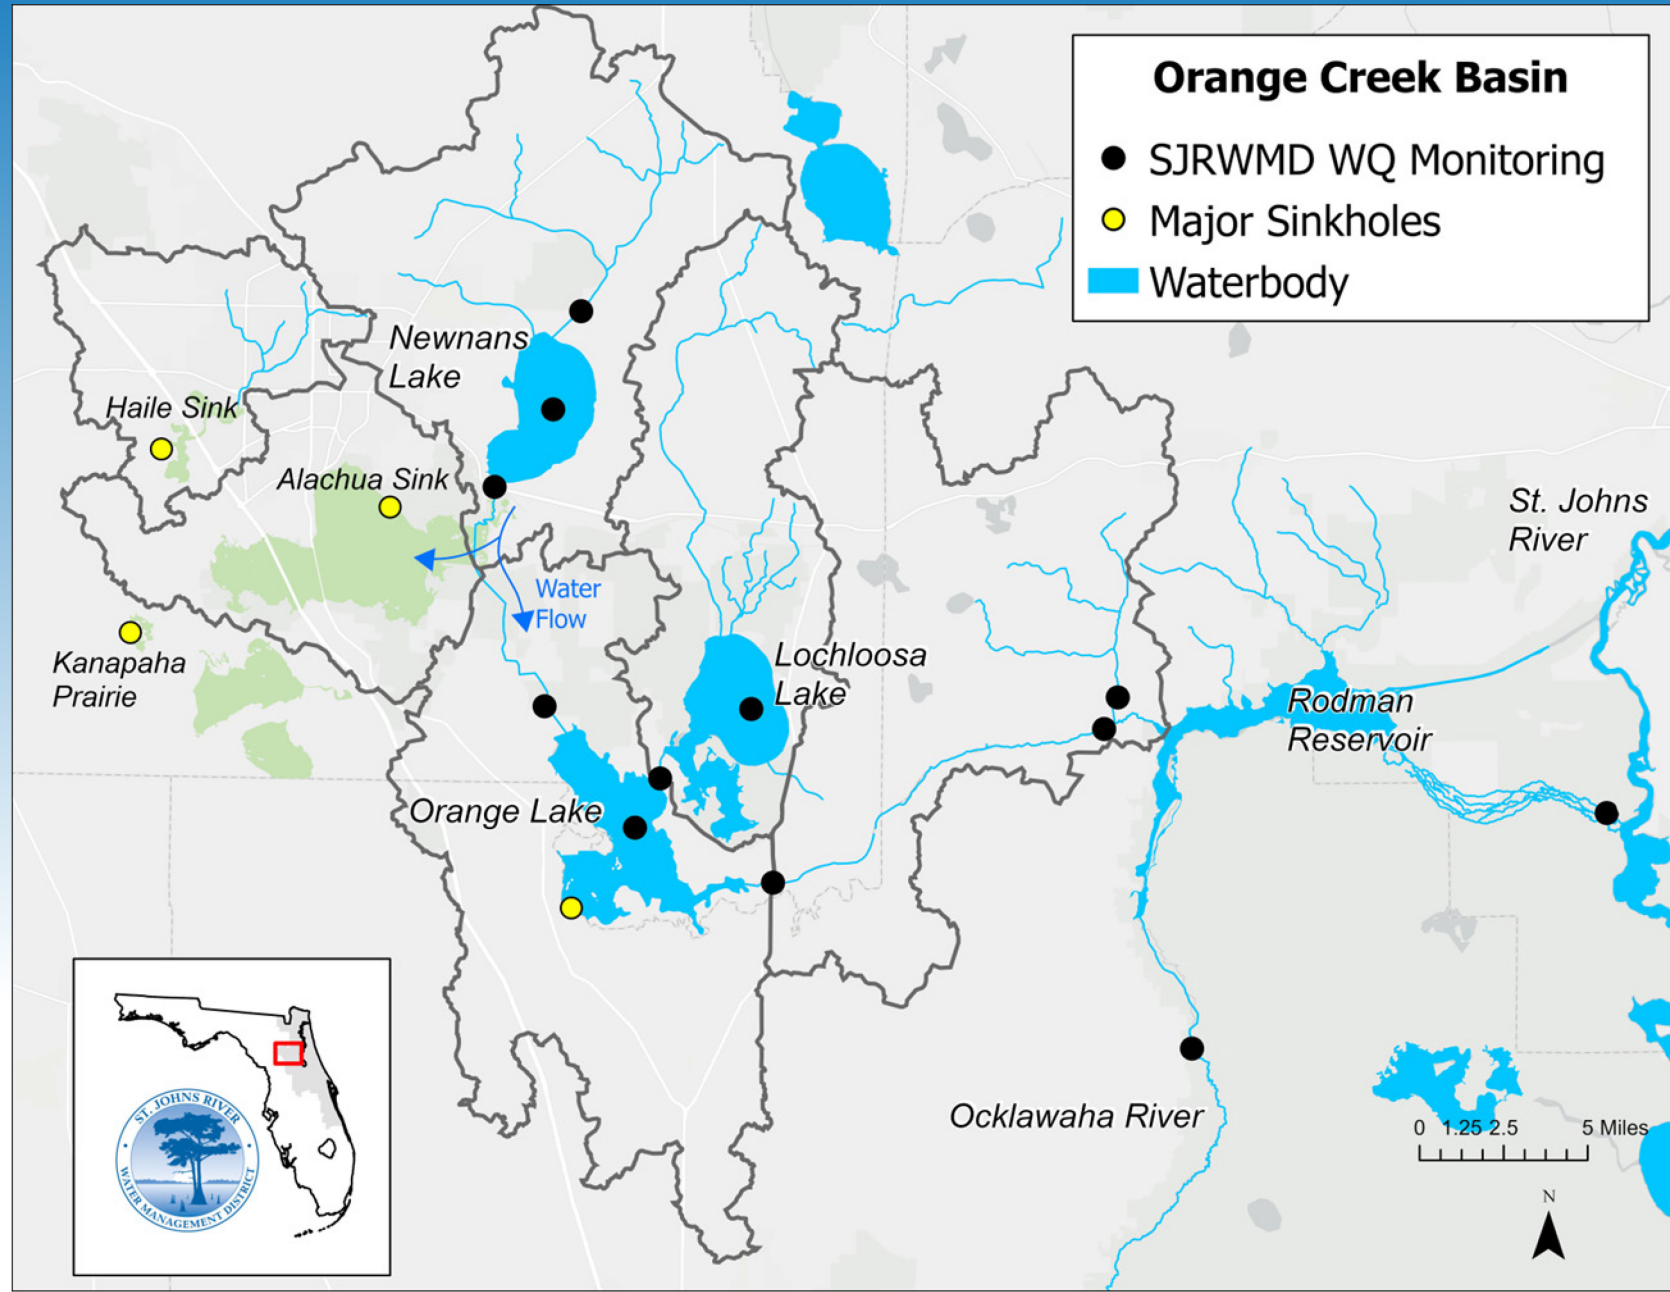 Orange Creek Basin
SJRWMD WQ Monitoring
Major Sinkholes
Waterbody
Newnans
Lake
Haile Sink
Alachua Sink
St. Johns
River
Water
Flow
Kanapaha
Prairie
Lochloosa
Lake
Rodman
Reservoir
Orange Lake
Ocklawaha River
0 1.25 2.5 5 Miles
N
ST. JOHNS RIVER
WATER MANAGEMENT DISTRICT